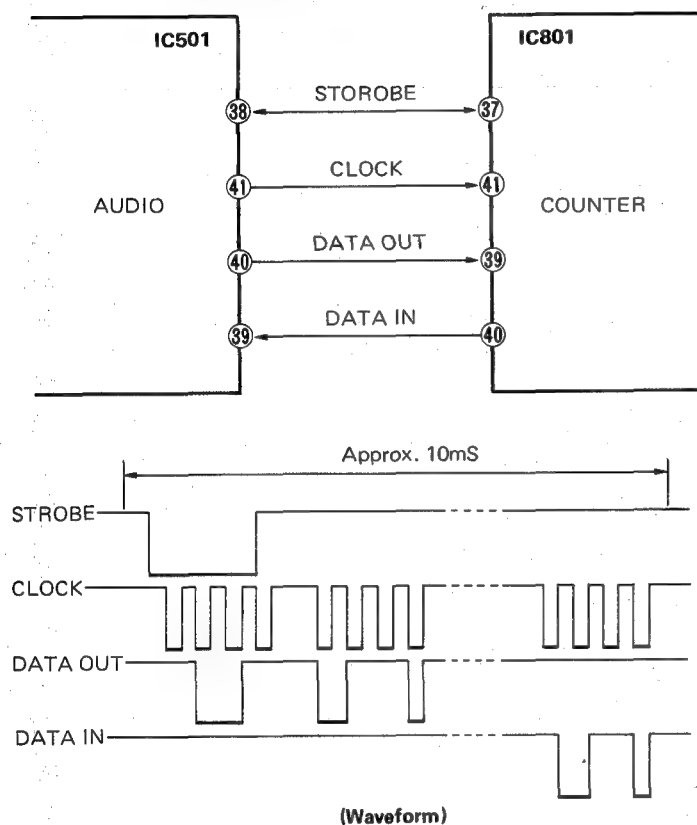 IC501 IC801
STOROBE
38 37
CLOCK
41 41
AUDIO COUNTER
DATA OUT
40 39
DATA IN
39 40
Approx. 10mS
STROBE
CLOCK
DATA OUT
DATA IN
(Waveform)